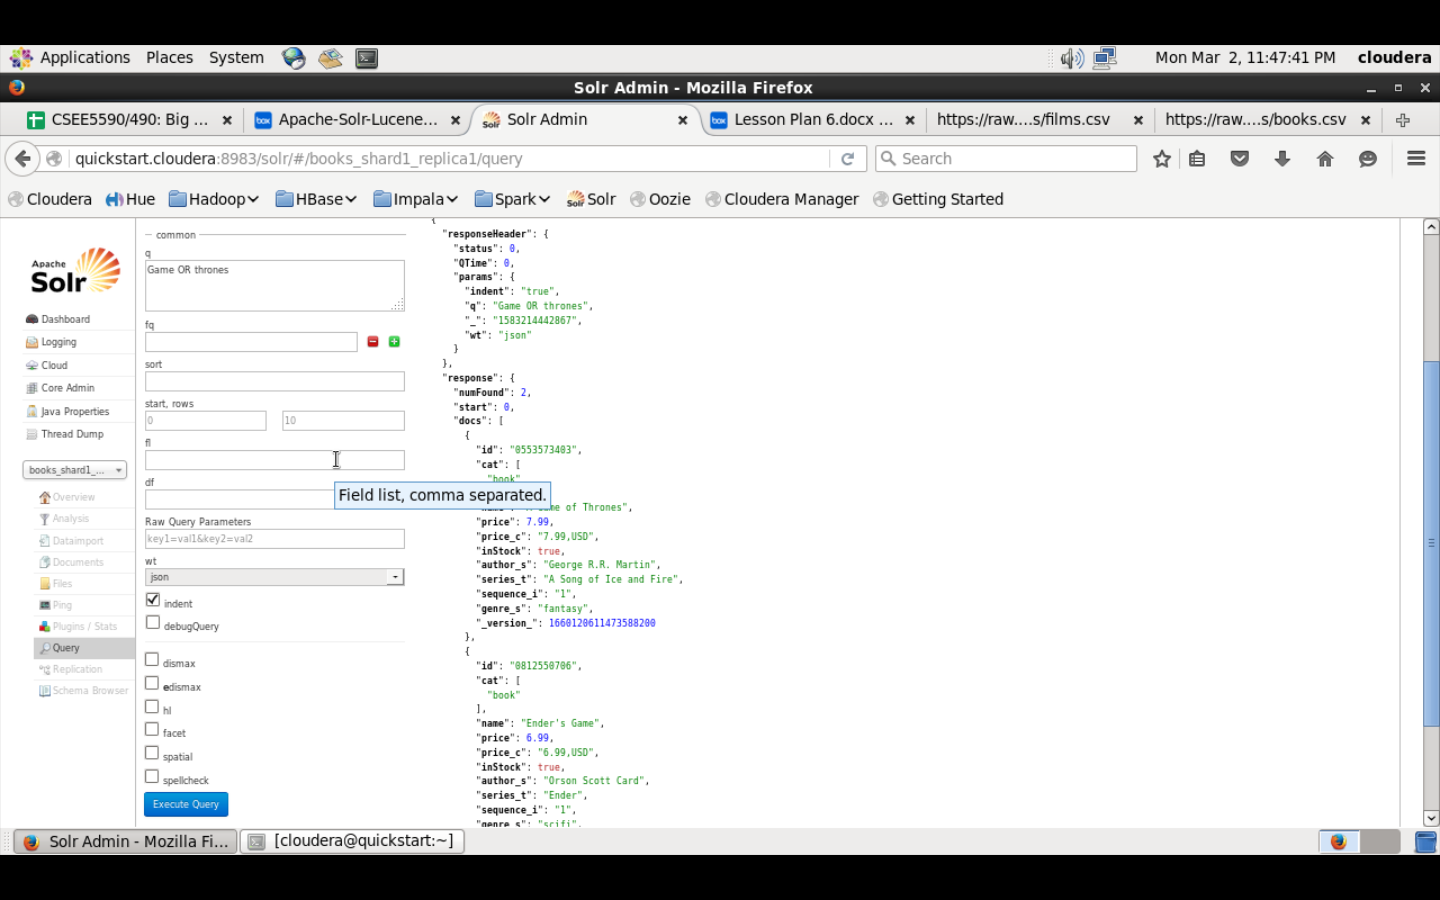 Applications Places System Mon Mar 2, 11:47:41 PM cloudera
Solr Admin - Mozilla Firefox
CSEE5590/490: Big ... Apache-Solr-Lucene... Solr Admin Lesson Plan 6.docx ... https://raw....s/films.csv https://raw....s/books.csv
quickstart.cloudera:8983/solr/#/books_shard1_replica1/query Search
Cloudera Hue Hadoop HBase Impala Spark Solr Oozie Cloudera Manager Getting Started
Apache
Solr
Dashboard
Logging
Cloud
Core Admin
Java Properties
Thread Dump
books_shard1_...
Overview
Analysis
Dataimport
Documents
Files
Ping
Plugins / Stats
Query
Replication
Schema Browser
common
q
Game OR thrones
fq
sort
start, rows
0 10
fl
df
Field list, comma separated.
Raw Query Parameters
key1=val1&key2=val2
wt
json
indent
debugQuery
dismax
edismax
hl
facet
spatial
spellcheck
Execute Query
{
"responseHeader": {
"status": 0,
"QTime": 0,
"params": {
"indent": "true",
"q": "Game OR thrones",
"_": "1583214442867",
"wt": "json"
}
},
"response": {
"numFound": 2,
"start": 0,
"docs": [
{
"id": "0553573403",
"cat": [
"book"
of Thrones",
"price": 7.99,
"price_c": "7.99,USD",
"inStock": true,
"author_s": "George R.R. Martin",
"series_t": "A Song of Ice and Fire",
"sequence_i": "1",
"genre_s": "fantasy",
"_version_": 1660120611473588200
},
{
"id": "0812550706",
"cat": [
"book"
],
"name": "Ender's Game",
"price": 6.99,
"price_c": "6.99,USD",
"inStock": true,
"author_s": "Orson Scott Card",
"series_t": "Ender",
"sequence_i": "1",
"genre_s": "scifi",
Solr Admin - Mozilla Fi... [cloudera@quickstart:~]